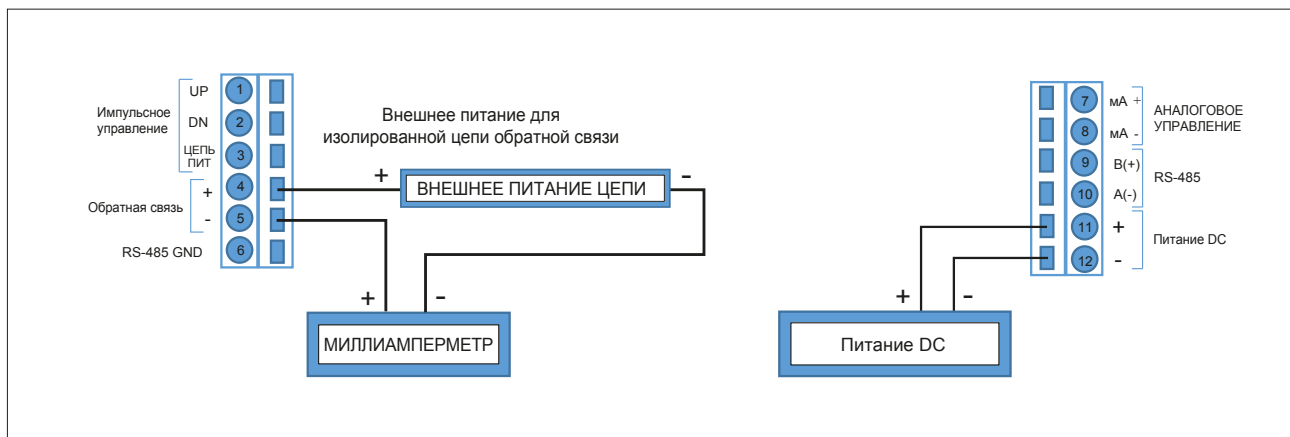 UP
1
Импульсное
управление
DN
2
ЦЕПЬ
ПИТ
3
+
4
Обратная связь
-
5
RS-485 GND
6
Внешнее питание для
изолированной цепи обратной связи
+
ВНЕШНЕЕ ПИТАНИЕ ЦЕПИ
-
+
-
МИЛЛИАМПЕРМЕТР
7
мА +
АНАЛОГОВОЕ
УПРАВЛЕНИЕ
8
мА -
9
B(+)
RS-485
10
A(-)
11
+
Питание DC
12
-
+
-
Питание DC